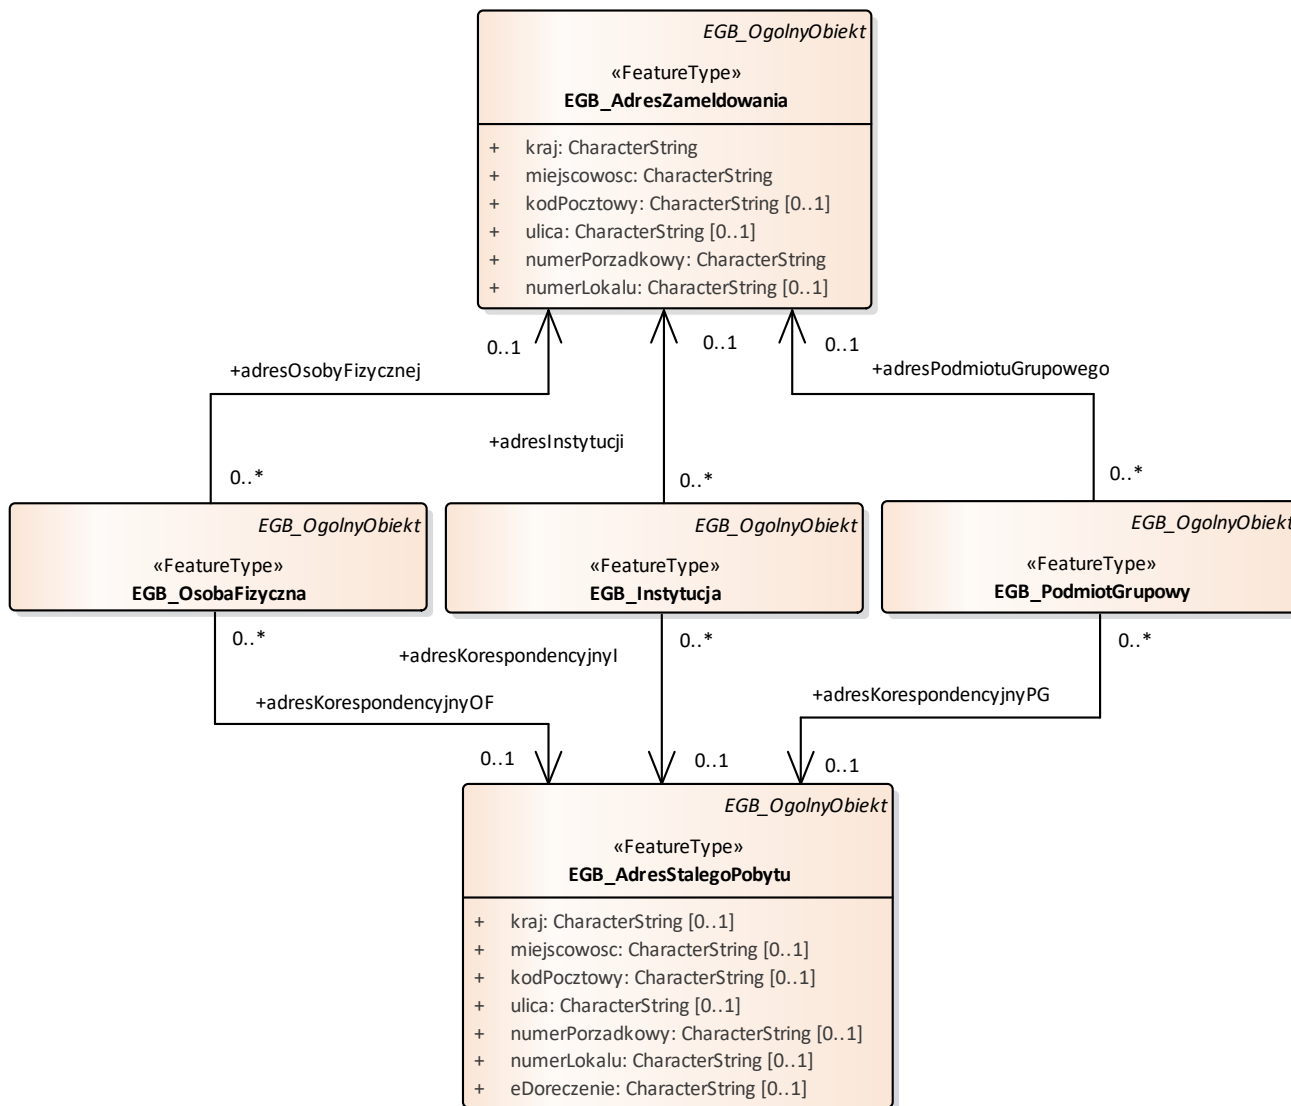 EGB_OgolnyObiekt
«FeatureType»
EGB_AdresZameldowania
+ kraj: CharacterString
+ miejscowosc: CharacterString
+ kodPocztowy: CharacterString [0..1]
+ ulica: CharacterString [0..1]
+ numerPorzadkowy: CharacterString
+ numerLokalu: CharacterString [0..1]
0..1
0..1
0..1
+adresOsobyFizycznej
+adresPodmiotuGrupowego
+adresInstytucji
0..*
0..*
0..*
EGB_OgolnyObiekt
«FeatureType»
EGB_OsobaFizyczna
EGB_OgolnyObiekt
«FeatureType»
EGB_Instytucja
EGB_OgolnyObiekt
«FeatureType»
EGB_PodmiotGrupowy
0..*
0..*
0..*
+adresKorespondencyjnyI
+adresKorespondencyjnyOF
+adresKorespondencyjnyPG
0..1
0..1
0..1
EGB_OgolnyObiekt
«FeatureType»
EGB_AdresStalegoPobytu
+ kraj: CharacterString [0..1]
+ miejscowosc: CharacterString [0..1]
+ kodPocztowy: CharacterString [0..1]
+ ulica: CharacterString [0..1]
+ numerPorzadkowy: CharacterString [0..1]
+ numerLokalu: CharacterString [0..1]
+ eDoreczenie: CharacterString [0..1]